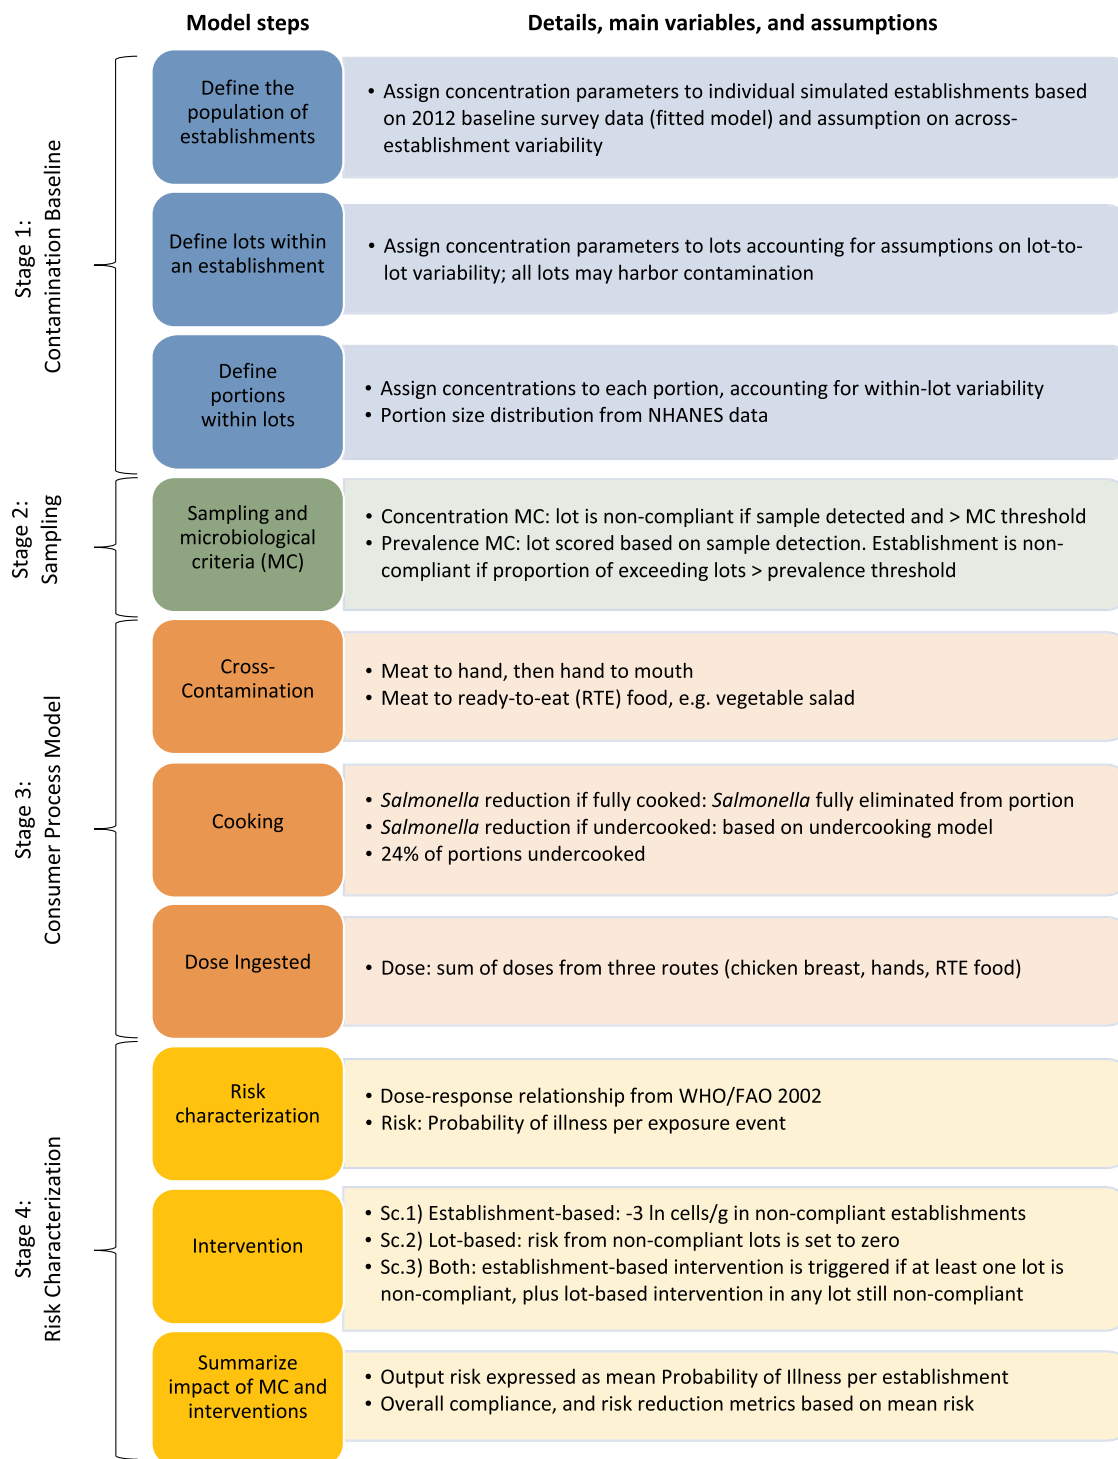 Model steps
Details, main variables, and assumptions
Stage 1:
Contamination Baseline
Define the
population of
establishments
• Assign concentration parameters to individual simulated establishments based
on 2012 baseline survey data (fitted model) and assumption on across-
establishment variability
Define lots within
an establishment
• Assign concentration parameters to lots accounting for assumptions on lot-to-
lot variability; all lots may harbor contamination
Define
portions
within lots
• Assign concentrations to each portion, accounting for within-lot variability
• Portion size distribution from NHANES data
Stage 2:
Sampling
Sampling and
microbiological
criteria (MC)
• Concentration MC: lot is non-compliant if sample detected and > MC threshold
• Prevalence MC: lot scored based on sample detection. Establishment is non-
compliant if proportion of exceeding lots > prevalence threshold
Stage 3:
Consumer Process Model
Cross-
Contamination
• Meat to hand, then hand to mouth
• Meat to ready-to-eat (RTE) food, e.g. vegetable salad
Cooking
• Salmonella reduction if fully cooked: Salmonella fully eliminated from portion
• Salmonella reduction if undercooked: based on undercooking model
• 24% of portions undercooked
Dose Ingested
• Dose: sum of doses from three routes (chicken breast, hands, RTE food)
Stage 4:
Risk Characterization
Risk
characterization
• Dose-response relationship from WHO/FAO 2002
• Risk: Probability of illness per exposure event
Intervention
• Sc.1) Establishment-based: -3 ln cells/g in non-compliant establishments
• Sc.2) Lot-based: risk from non-compliant lots is set to zero
• Sc.3) Both: establishment-based intervention is triggered if at least one lot is
non-compliant, plus lot-based intervention in any lot still non-compliant
Summarize
impact of MC and
interventions
• Output risk expressed as mean Probability of Illness per establishment
• Overall compliance, and risk reduction metrics based on mean risk